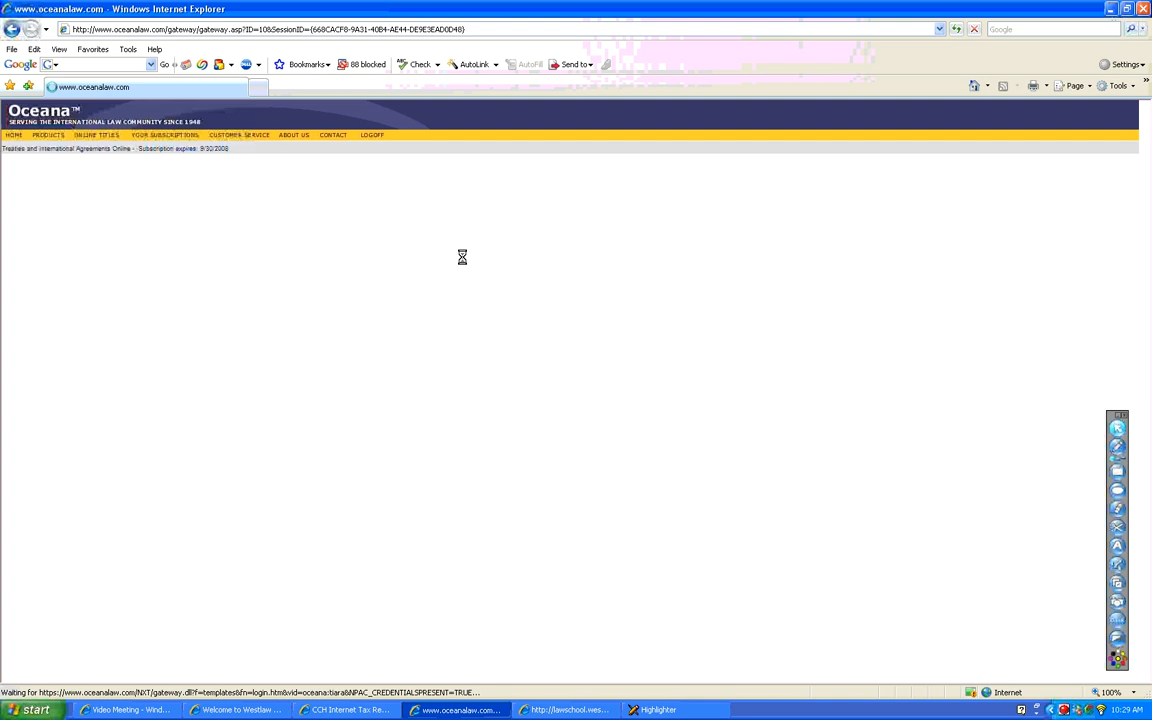 www.oceanalaw.com - Windows Internet Explorer
http://www.oceanalaw.com/gateway/gateway.asp?ID=10&SessionID={668CACF8-9A31-40B4-AE44-DE9E3EAD0D48}
Google
File Edit View Favorites Tools Help
Google G Go Bookmarks 88 blocked Check AutoLink AutoFill Send to Settings
www.oceanalaw.com Page Tools
Oceana™
SERVING THE INTERNATIONAL LAW COMMUNITY SINCE 1948
HOME PRODUCTS ONLINE TITLES YOUR SUBSCRIPTIONS CUSTOMER SERVICE ABOUT US CONTACT LOGOFF
Treaties and International Agreements Online - Subscription expires: 9/30/2008
Waiting for https://www.oceanalaw.com/NXT/gateway.dll?f=templates&fn=login.htm&vid=oceana:tiara&NPAC_CREDENTIALSPRESENT=TRUE... Internet 100%
start Video Meeting - Wind... Welcome to Westlaw ... CCH Internet Tax Re... www.oceanalaw.com... http://lawschool.wes... Highlighter 10:29 AM